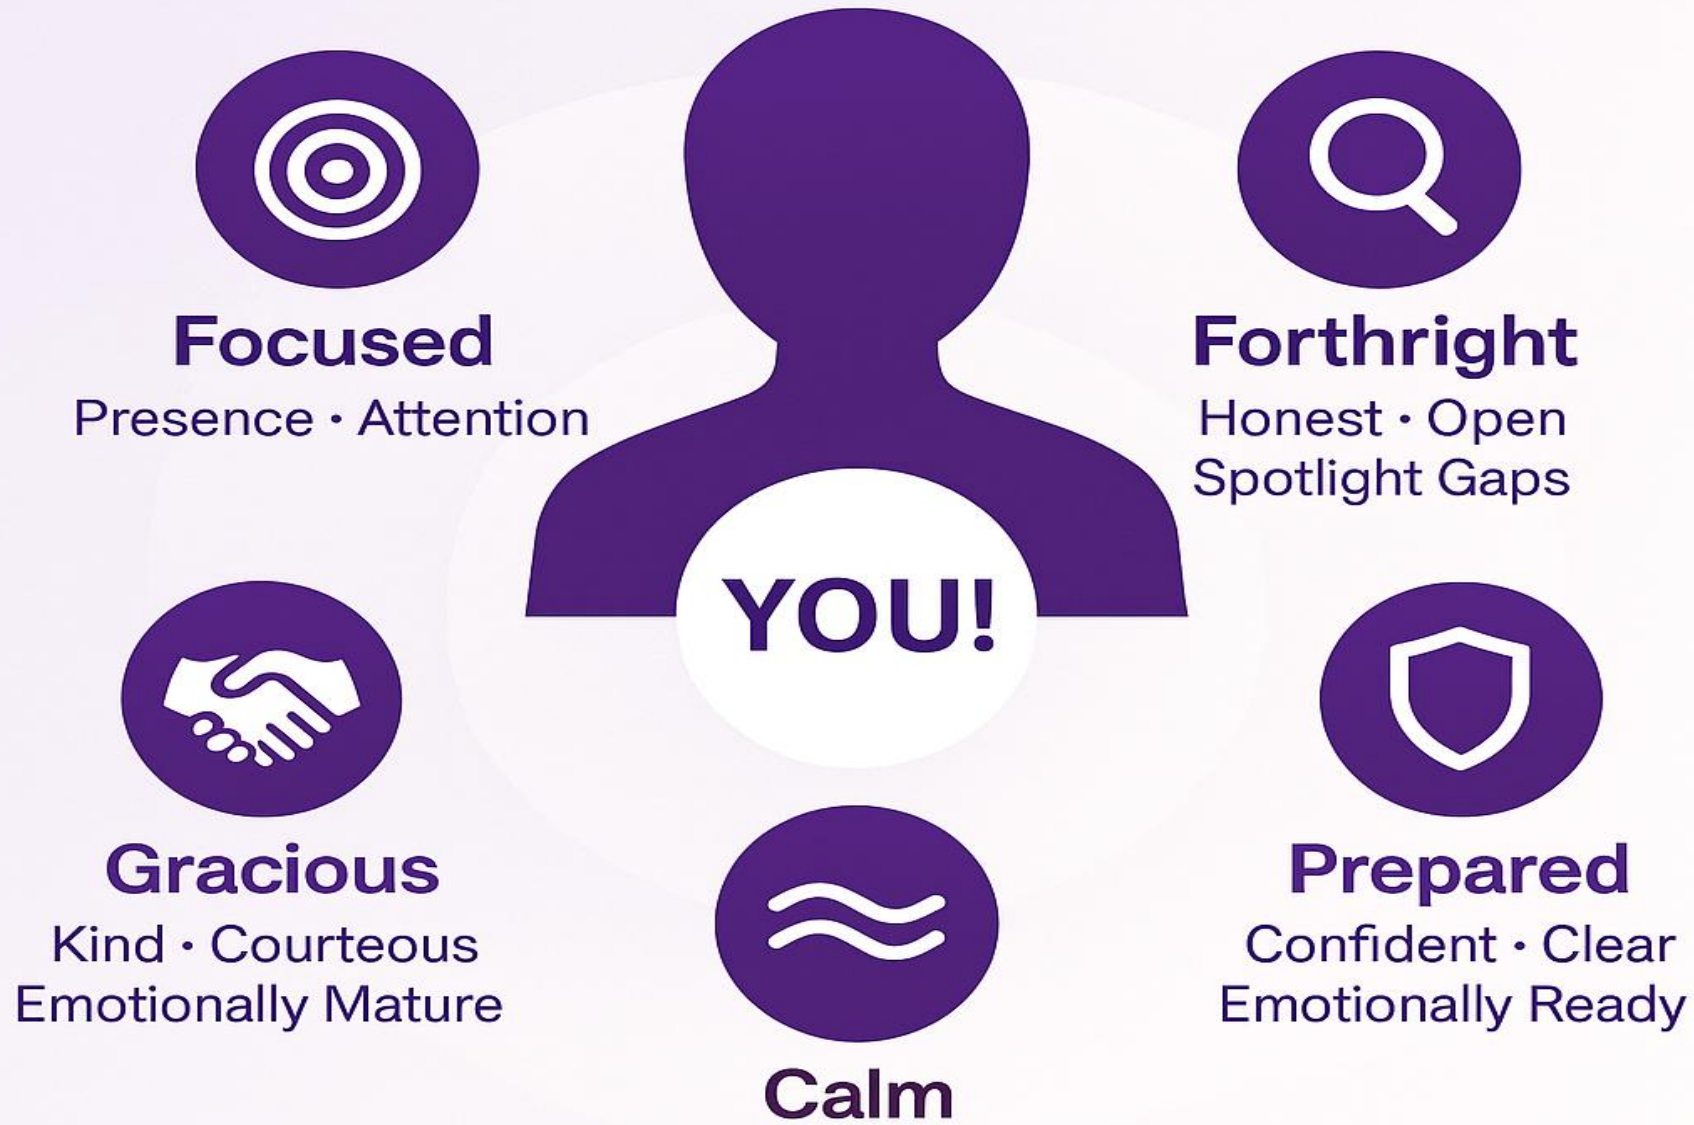 Focused
Presence · Attention
Forthright
Honest · Open
Spotlight Gaps
YOU!
Gracious
Kind · Courteous
Emotionally Mature
Prepared
Confident · Clear
Emotionally Ready
Calm